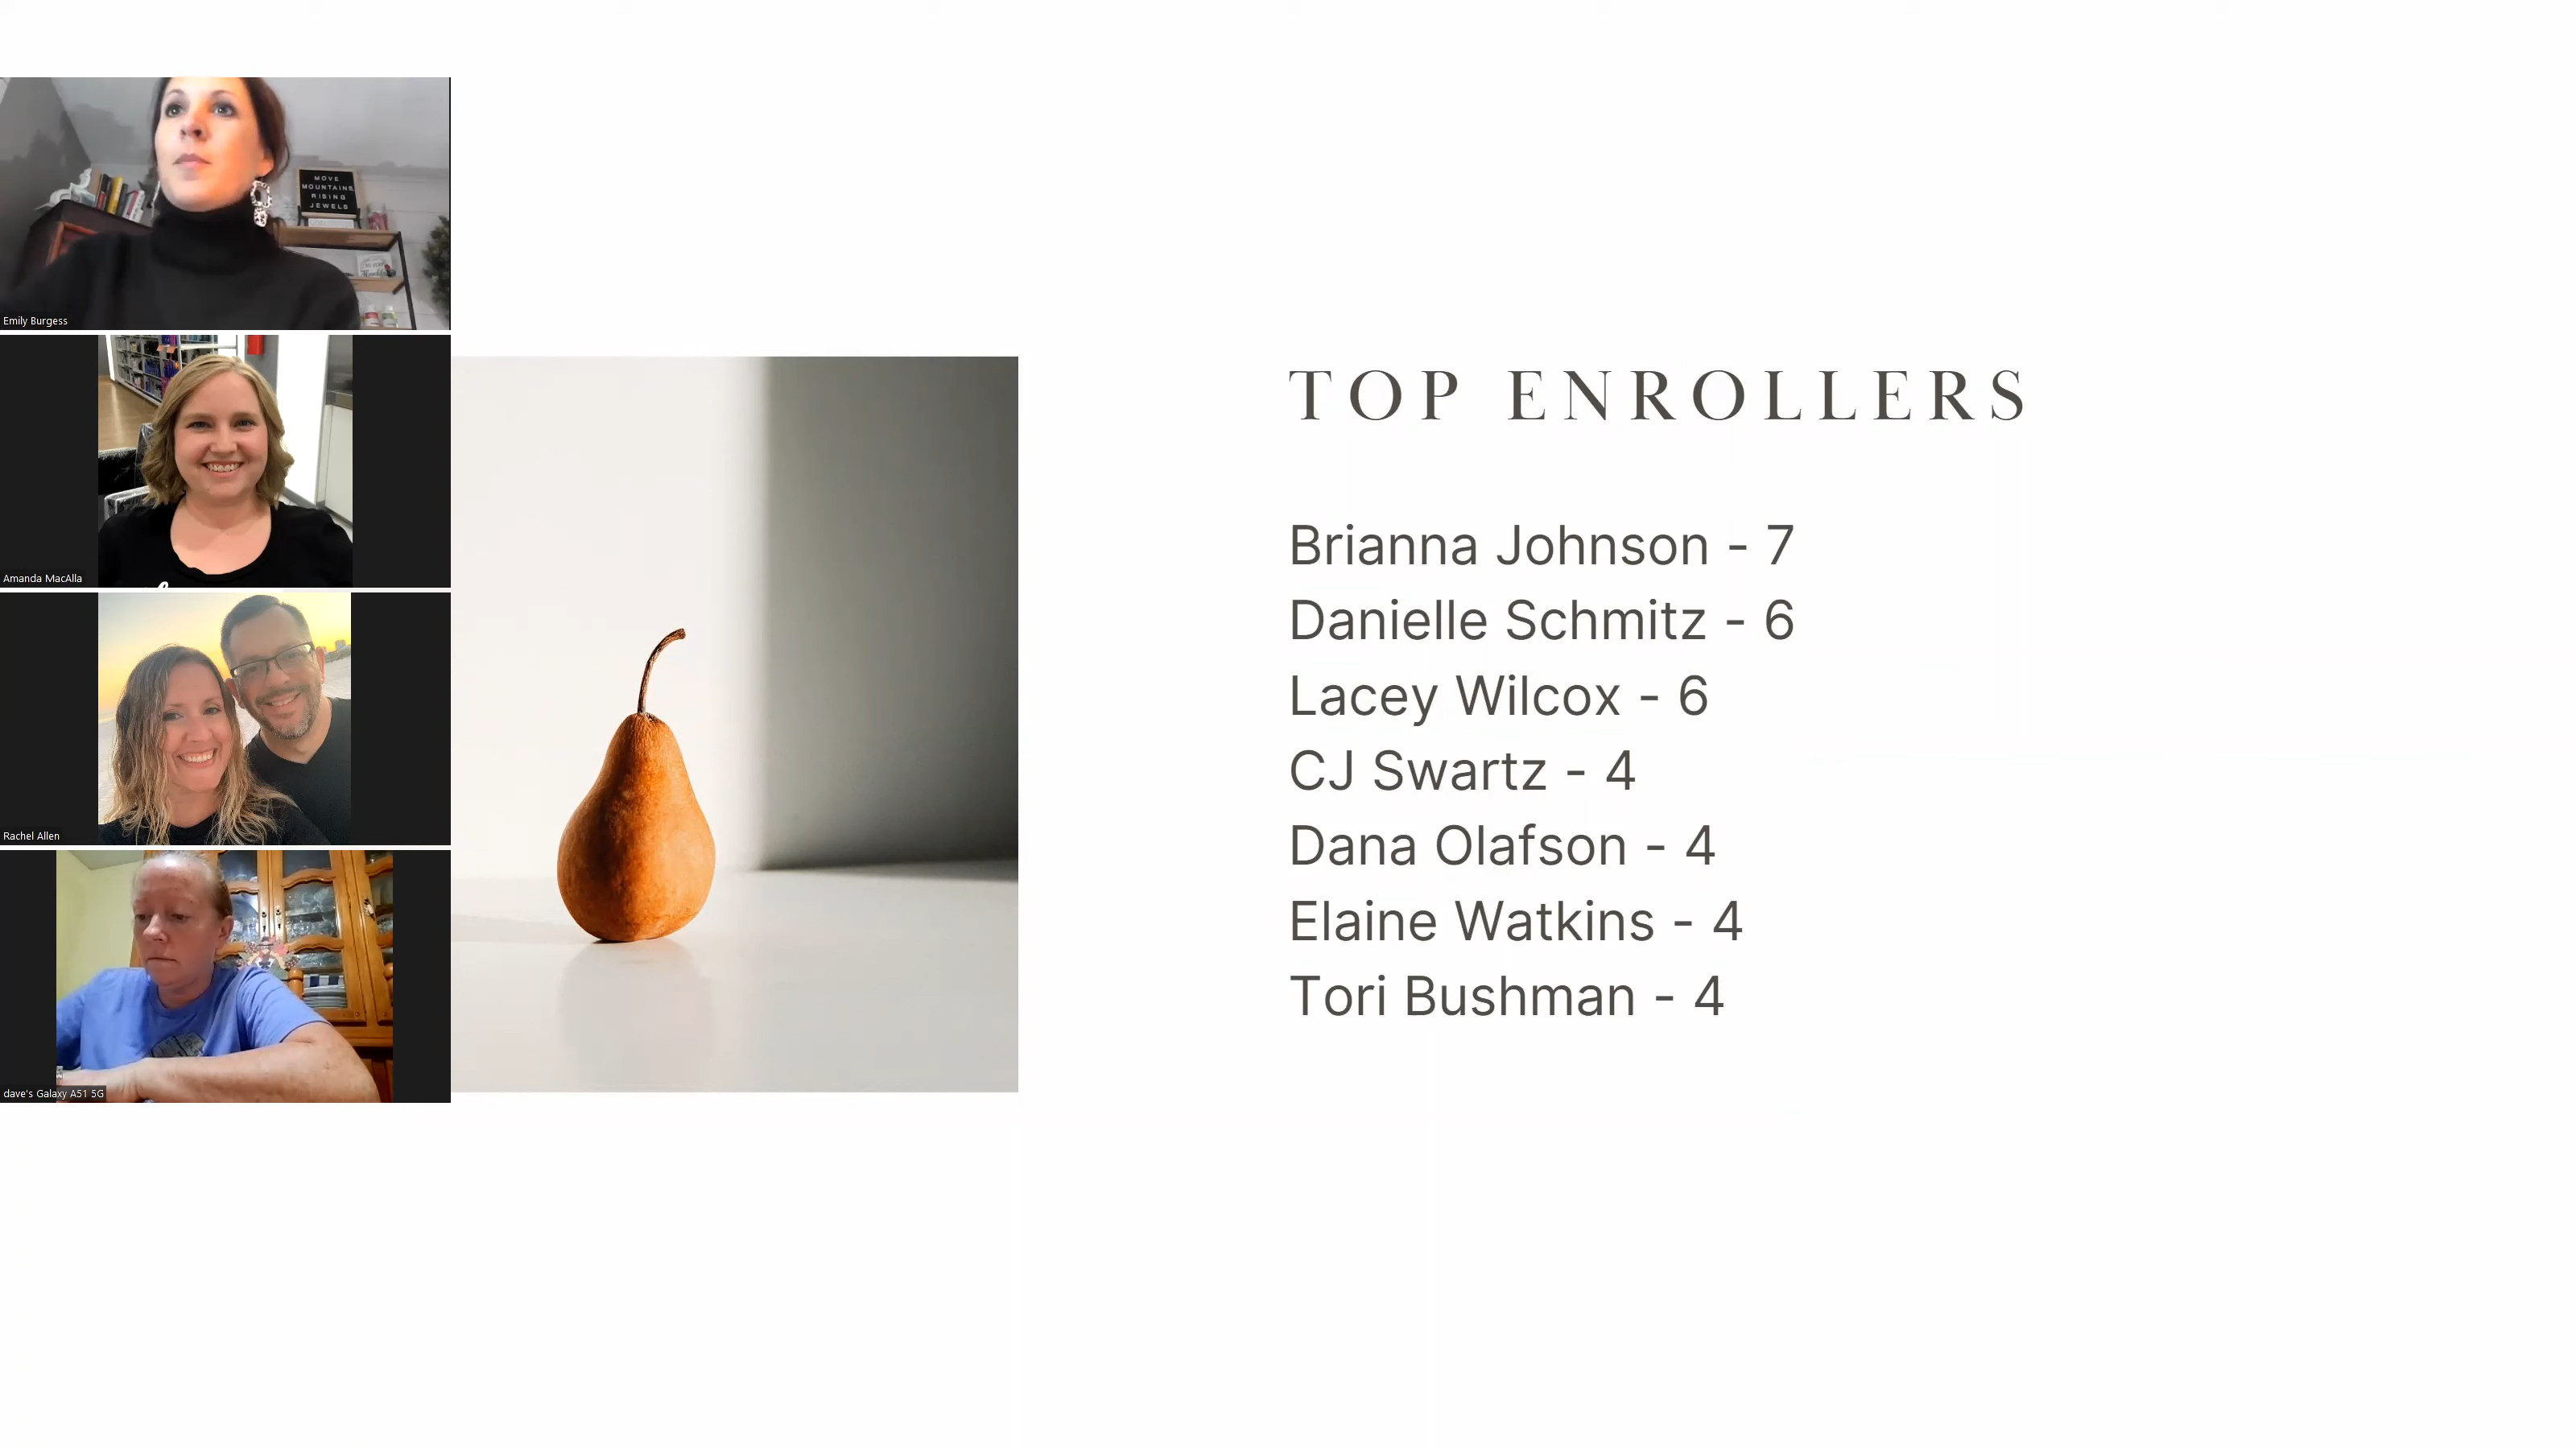 MOVE
MOUNTAINS
RISING
JEWELS
Emily Burgess
Amanda MacAlla
Rachel Allen
dave's Galaxy A51 5G
TOP ENROLLERS
Brianna Johnson - 7
Danielle Schmitz - 6
Lacey Wilcox - 6
CJ Swartz - 4
Dana Olafson - 4
Elaine Watkins - 4
Tori Bushman - 4